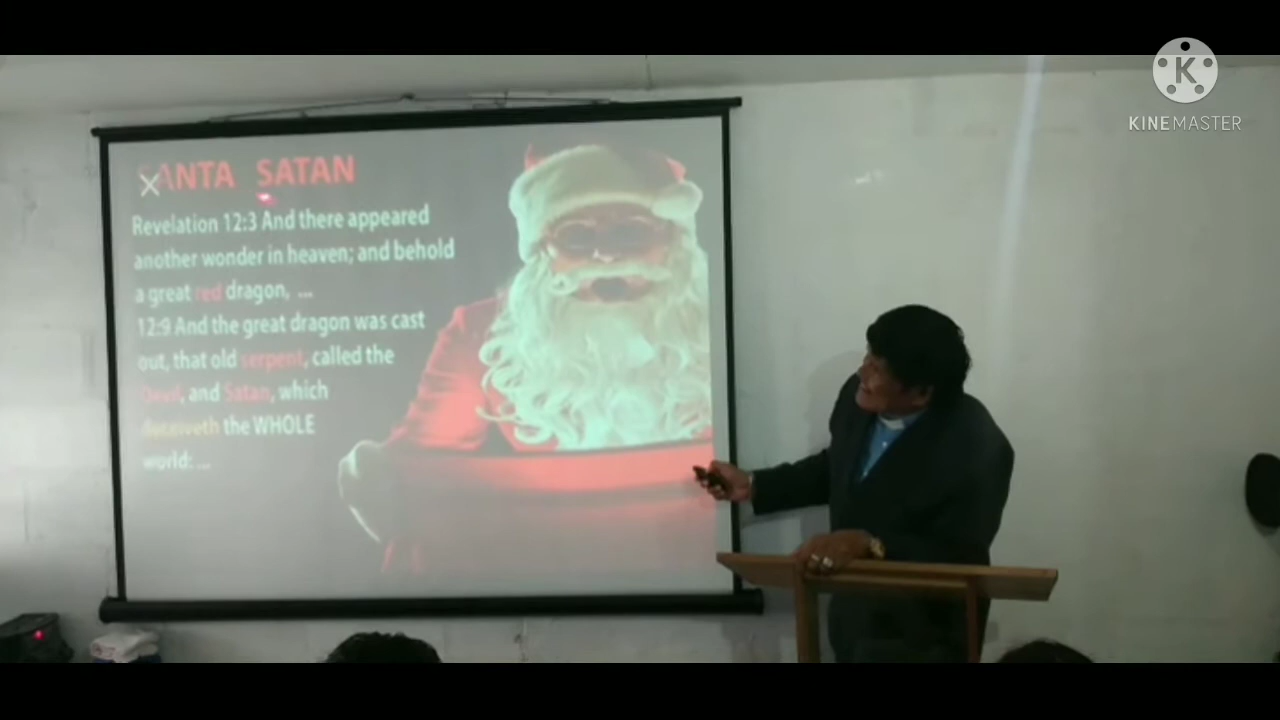 SANTA SATAN
Revelation 12:3 And there appeared
another wonder in heaven; and behold
a great red dragon, ...
12:9 And the great dragon was cast
out, that old serpent, called the
Devil, and Satan, which
deceiveth the WHOLE
world: ...
K
KINEMASTER